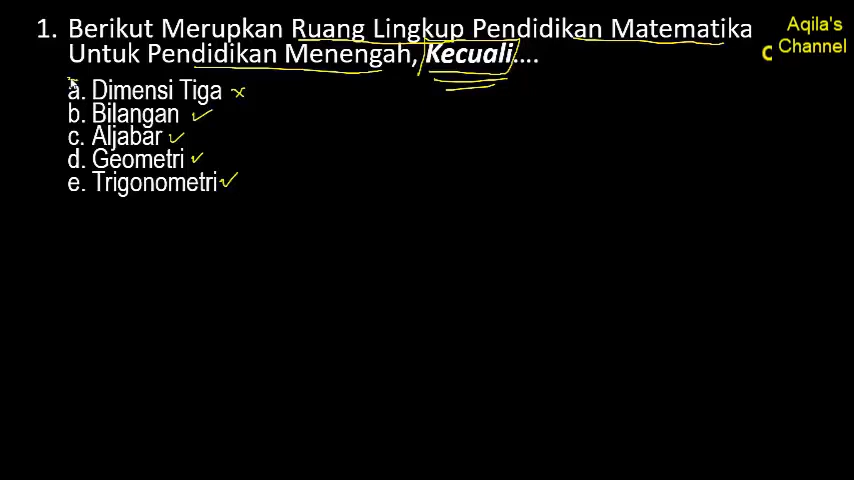 1. Berikut Merupkan Ruang Lingkup Pendidikan Matematika
Untuk Pendidikan Menengah, Kecuali....
a. Dimensi Tiga
b. Bilangan
c. Aljabar
d. Geometri
e. Trigonometri
Aqila's
Channel